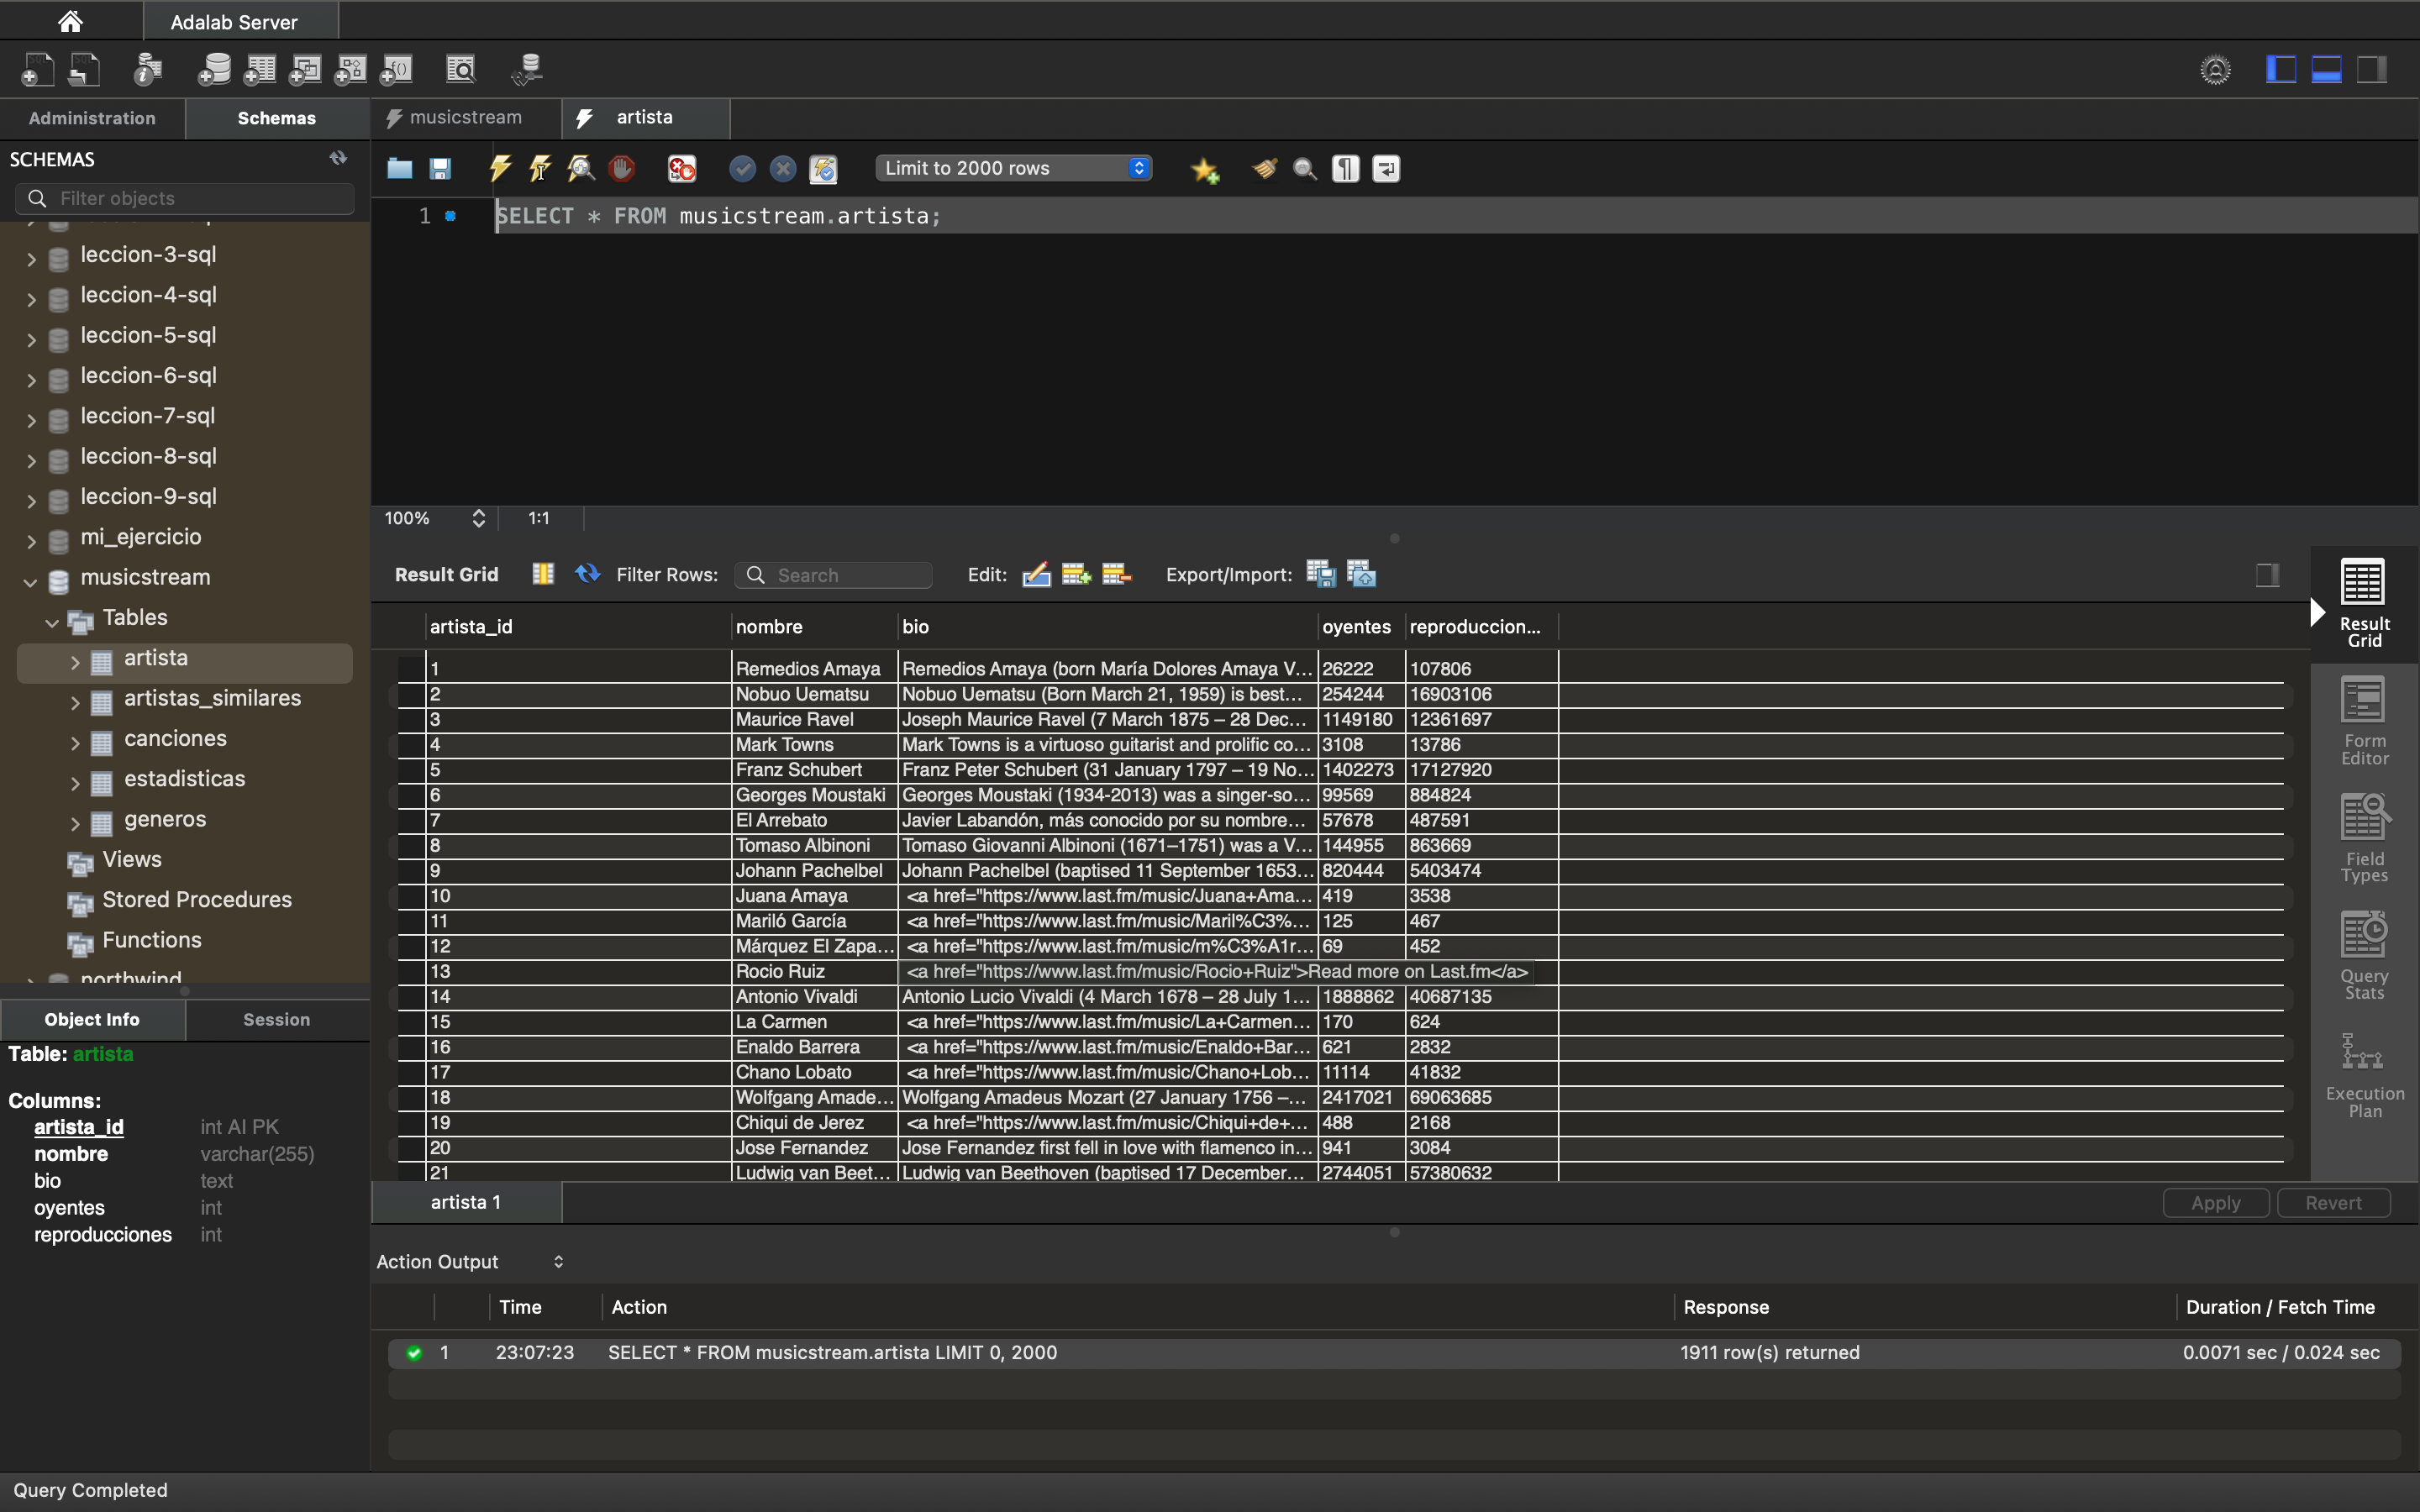 Adalab Server
Administration
Schemas
musicstream
artista
SCHEMAS
Filter objects
Limit to 2000 rows
1
SELECT * FROM musicstream.artista;
leccion-3-sql
leccion-4-sql
leccion-5-sql
leccion-6-sql
leccion-7-sql
leccion-8-sql
leccion-9-sql
mi_ejercicio
musicstream
Tables
artista
artistas_similares
canciones
estadisticas
generos
Views
Stored Procedures
Functions
northwind
100% 1:1
Result Grid Filter Rows: Search Edit: Export/Import:
artista_id nombre bio oyentes reproduccion...
1 Remedios Amaya Remedios Amaya (born María Dolores Amaya V... 26222 107806
2 Nobuo Uematsu Nobuo Uematsu (Born March 21, 1959) is best... 254244 16903106
3 Maurice Ravel Joseph Maurice Ravel (7 March 1875 – 28 Dec... 1149180 12361697
4 Mark Towns Mark Towns is a virtuoso guitarist and prolific co... 3108 13786
5 Franz Schubert Franz Peter Schubert (31 January 1797 – 19 No... 1402273 17127920
6 Georges Moustaki Georges Moustaki (1934-2013) was a singer-so... 99569 884824
7 El Arrebato Javier Labandón, más conocido por su nombre... 57678 487591
8 Tomaso Albinoni Tomaso Giovanni Albinoni (1671–1751) was a V... 144955 863669
9 Johann Pachelbel Johann Pachelbel (baptised 11 September 1653... 820444 5403474
10 Juana Amaya <a href="https://www.last.fm/music/Juana+Ama... 419 3538
11 Mariló García <a href="https://www.last.fm/music/Maril%C3%... 125 467
12 Márquez El Zapa... <a href="https://www.last.fm/music/m%C3%A1r... 69 452
13 Rocio Ruiz <a href="https://www.last.fm/music/Rocio+Ruiz">Read more on Last.fm</a>
14 Antonio Vivaldi Antonio Lucio Vivaldi (4 March 1678 – 28 July 1... 1888862 40687135
15 La Carmen <a href="https://www.last.fm/music/La+Carmen... 170 624
16 Enaldo Barrera <a href="https://www.last.fm/music/Enaldo+Bar... 621 2832
17 Chano Lobato <a href="https://www.last.fm/music/Chano+Lob... 11114 41832
18 Wolfgang Amade... Wolfgang Amadeus Mozart (27 January 1756 –... 2417021 69063685
19 Chiqui de Jerez <a href="https://www.last.fm/music/Chiqui+de+... 488 2168
20 Jose Fernandez Jose Fernandez first fell in love with flamenco in... 941 3084
21 Ludwig van Beet... Ludwig van Beethoven (baptised 17 December... 2744051 57380632
Result
Grid
Form
Editor
Field
Types
Query
Stats
Execution
Plan
Object Info
Session
Table: artista
Columns:
artista_id int AI PK
nombre varchar(255)
bio text
oyentes int
reproducciones int
artista 1
Apply
Revert
Action Output
Time Action Response Duration / Fetch Time
1 23:07:23 SELECT * FROM musicstream.artista LIMIT 0, 2000 1911 row(s) returned 0.0071 sec / 0.024 sec
Query Completed